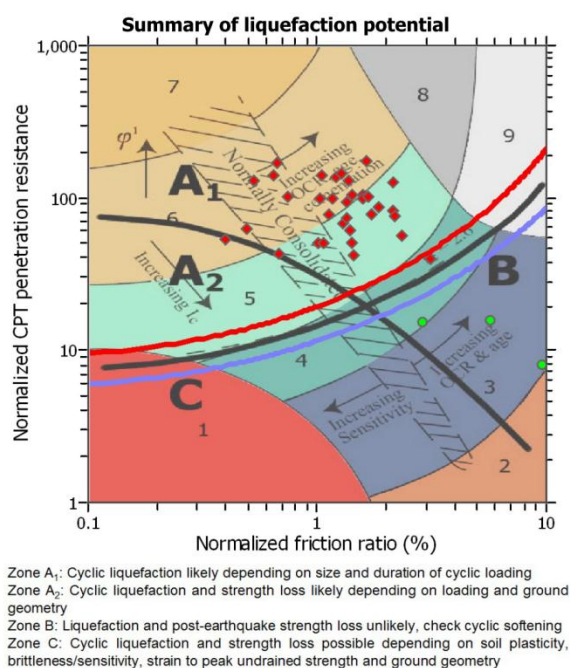 Summary of liquefaction potential
1,000
7
8
9
φ'
Increasing
OCR, age
cementation
Normally Consolidated
A₁
100
6
A₂
Increasing Ic
5
2.6
B
Normalized CPT penetration resistance
10
4
Increasing
OCR & age
3
C
Increasing
Sensitivity
1
2
1
0.1
1
10
Normalized friction ratio (%)
Zone A₁: Cyclic liquefaction likely depending on size and duration of cyclic loading
Zone A₂: Cyclic liquefaction and strength loss likely depending on loading and ground
geometry
Zone B: Liquefaction and post-earthquake strength loss unlikely, check cyclic softening
Zone C: Cyclic liquefaction and strength loss possible depending on soil plasticity,
brittleness/sensitivity, strain to peak undrained strength and ground geometry